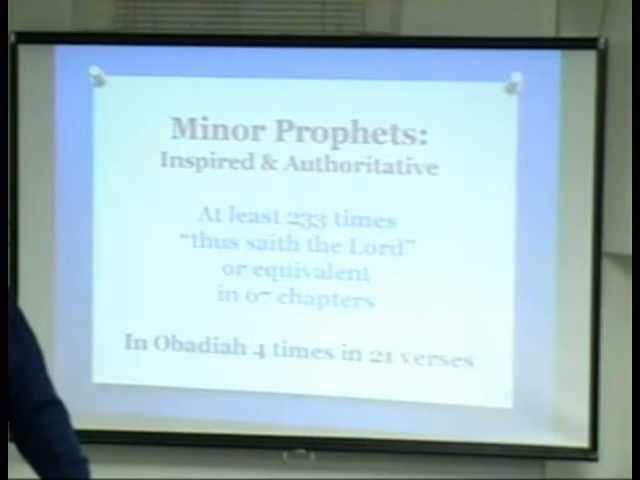 Minor Prophets:
Inspired & Authoritative
At least 233 times
"thus saith the Lord"
or equivalent
in 67 chapters
In Obadiah 4 times in 21 verses